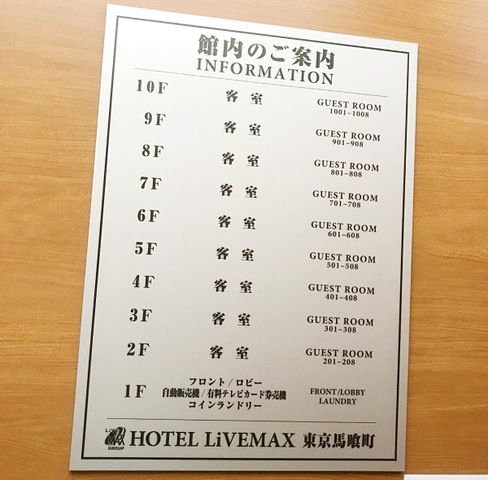 館内のご案内
INFORMATION
10F 客室 GUEST ROOM
1001~1008
9F 客室 GUEST ROOM
901~908
8F 客室 GUEST ROOM
801~808
7F 客室 GUEST ROOM
701~708
6F 客室 GUEST ROOM
601~608
5F 客室 GUEST ROOM
501~508
4F 客室 GUEST ROOM
401~408
3F 客室 GUEST ROOM
301~308
2F 客室 GUEST ROOM
201~208
フロント/ロビー
1F 自動販売機/有料テレビカード券売機 FRONT/LOBBY
コインランドリー LAUNDRY
GROUP HOTEL LiVEMAX 東京馬喰町